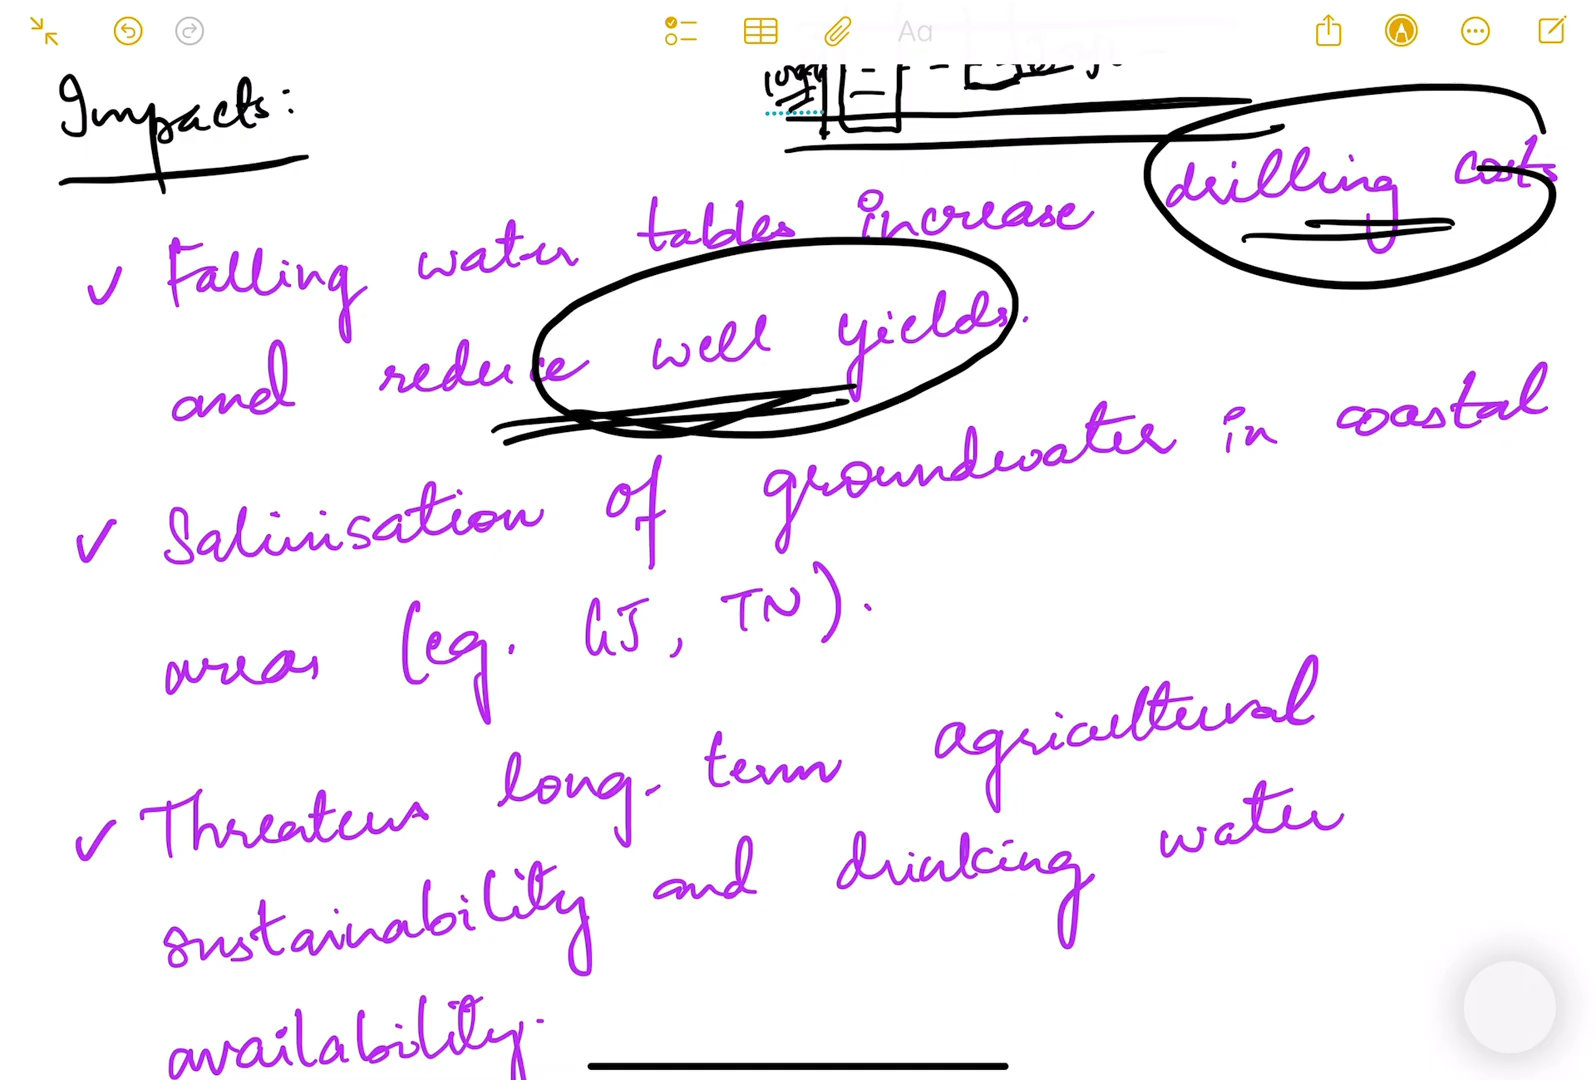 Aa
Impacts:
✓ Falling water tables increase drilling costs
and reduce well yields.
✓ Salinisation of groundwater in coastal
areas (eg. GJ, TN).
✓ Threatens long-term agricultural
sustainability and drinking water
availability.